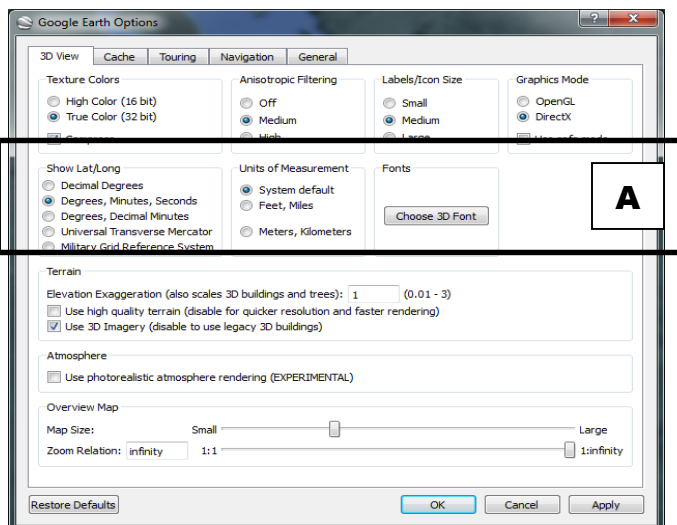 Google Earth Options
3D View Cache Touring Navigation General
Texture Colors Anisotropic Filtering Labels/Icon Size Graphics Mode
High Color (16 bit) Off Small OpenGL
True Color (32 bit) Medium Medium DirectX
Compress High Large Use safe mode
Show Lat/Long Units of Measurement Fonts
Decimal Degrees System default A
Degrees, Minutes, Seconds Feet, Miles Choose 3D Font
Degrees, Decimal Minutes
Universal Transverse Mercator Meters, Kilometers
Military Grid Reference System
Terrain
Elevation Exaggeration (also scales 3D buildings and trees): 1 (0.01 - 3)
Use high quality terrain (disable for quicker resolution and faster rendering)
Use 3D Imagery (disable to use legacy 3D buildings)
Atmosphere
Use photorealistic atmosphere rendering (EXPERIMENTAL)
Overview Map
Map Size: Small Large
Zoom Relation: infinity 1:1 1:infinity
Restore Defaults OK Cancel Apply